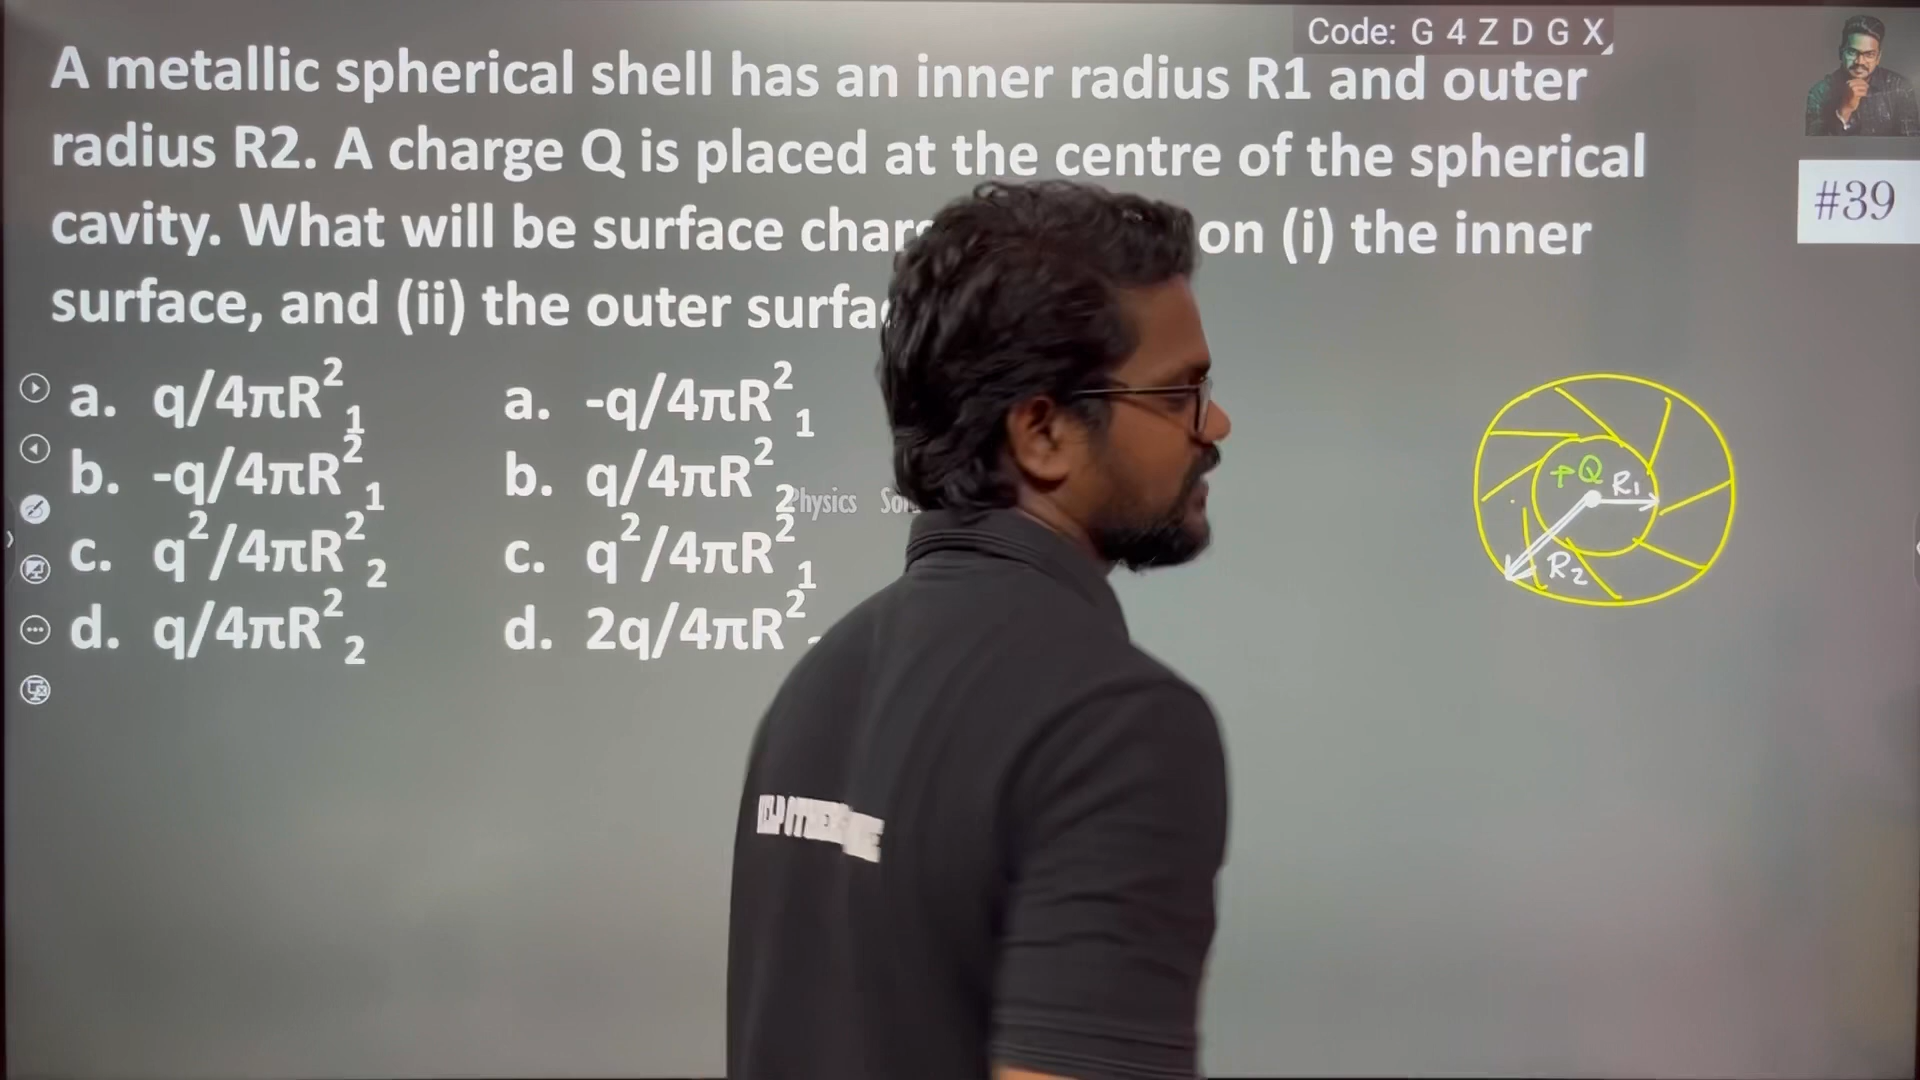 Code: G 4 Z D G X
A metallic spherical shell has an inner radius R1 and outer
radius R2. A charge Q is placed at the centre of the spherical
cavity. What will be surface on (i) the inner
surface, and (ii) the outer
#39
a. q/4πR²₁ a. -q/4πR²₁
b. -q/4πR²₁ b. q/4πR²₂
Physics
c. q²/4πR²₂ c. q²/4πR²₁
d. q/4πR²₂ d. 2q/4πR²
+Q
R1
R2